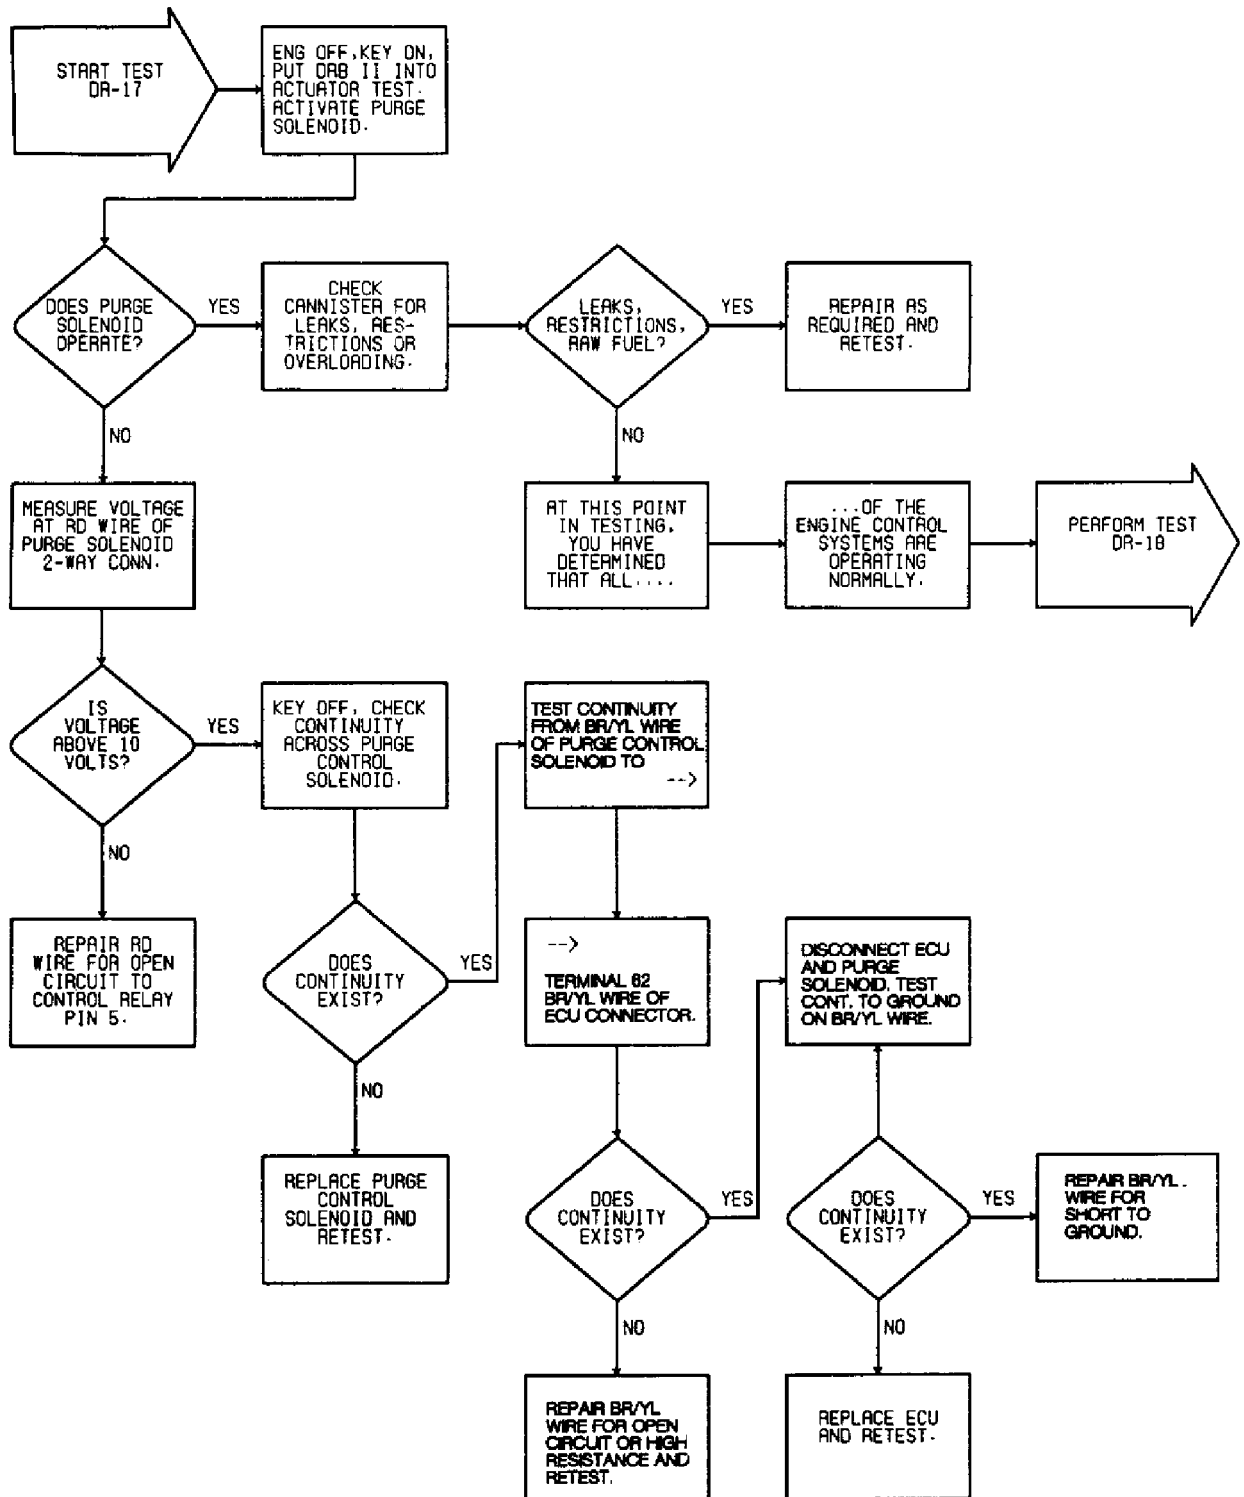 START TEST
DR-17
ENG OFF,KEY ON,
PUT DRB II INTO
ACTUATOR TEST.
ACTIVATE PURGE
SOLENOID.
DOES PURGE
SOLENOID
OPERATE?
YES
CHECK
CANNISTER FOR
LEAKS, RES-
TRICTIONS OR
OVERLOADING.
LEAKS,
RESTRICTIONS,
RAW FUEL?
YES
REPAIR AS
REQUIRED AND
RETEST.
NO
NO
MEASURE VOLTAGE
AT RD WIRE OF
PURGE SOLENOID
2-WAY CONN.
AT THIS POINT
IN TESTING,
YOU HAVE
DETERMINED
THAT ALL....
...OF THE
ENGINE CONTROL
SYSTEMS ARE
OPERATING
NORMALLY.
PERFORM TEST
DR-18
IS
VOLTAGE
ABOVE 10
VOLTS?
YES
KEY OFF, CHECK
CONTINUITY
ACROSS PURGE
CONTROL
SOLENOID.
TEST CONTINUITY
FROM BR/YL WIRE
OF PURGE CONTROL
SOLENOID TO
-->
NO
REPAIR RD
WIRE FOR OPEN
CIRCUIT TO
CONTROL RELAY
PIN 5.
DOES
CONTINUITY
EXIST?
YES
-->
TERMINAL 62
BR/YL WIRE OF
ECU CONNECTOR.
DISCONNECT ECU
AND PURGE
SOLENOID. TEST
CONT. TO GROUND
ON BR/YL WIRE.
NO
REPLACE PURGE
CONTROL
SOLENOID AND
RETEST.
DOES
CONTINUITY
EXIST?
YES
DOES
CONTINUITY
EXIST?
YES
REPAIR BR/YL.
WIRE FOR
SHORT TO
GROUND.
NO
NO
REPAIR BR/YL
WIRE FOR OPEN
CIRCUIT OR HIGH
RESISTANCE AND
RETEST.
REPLACE ECU
AND RETEST.